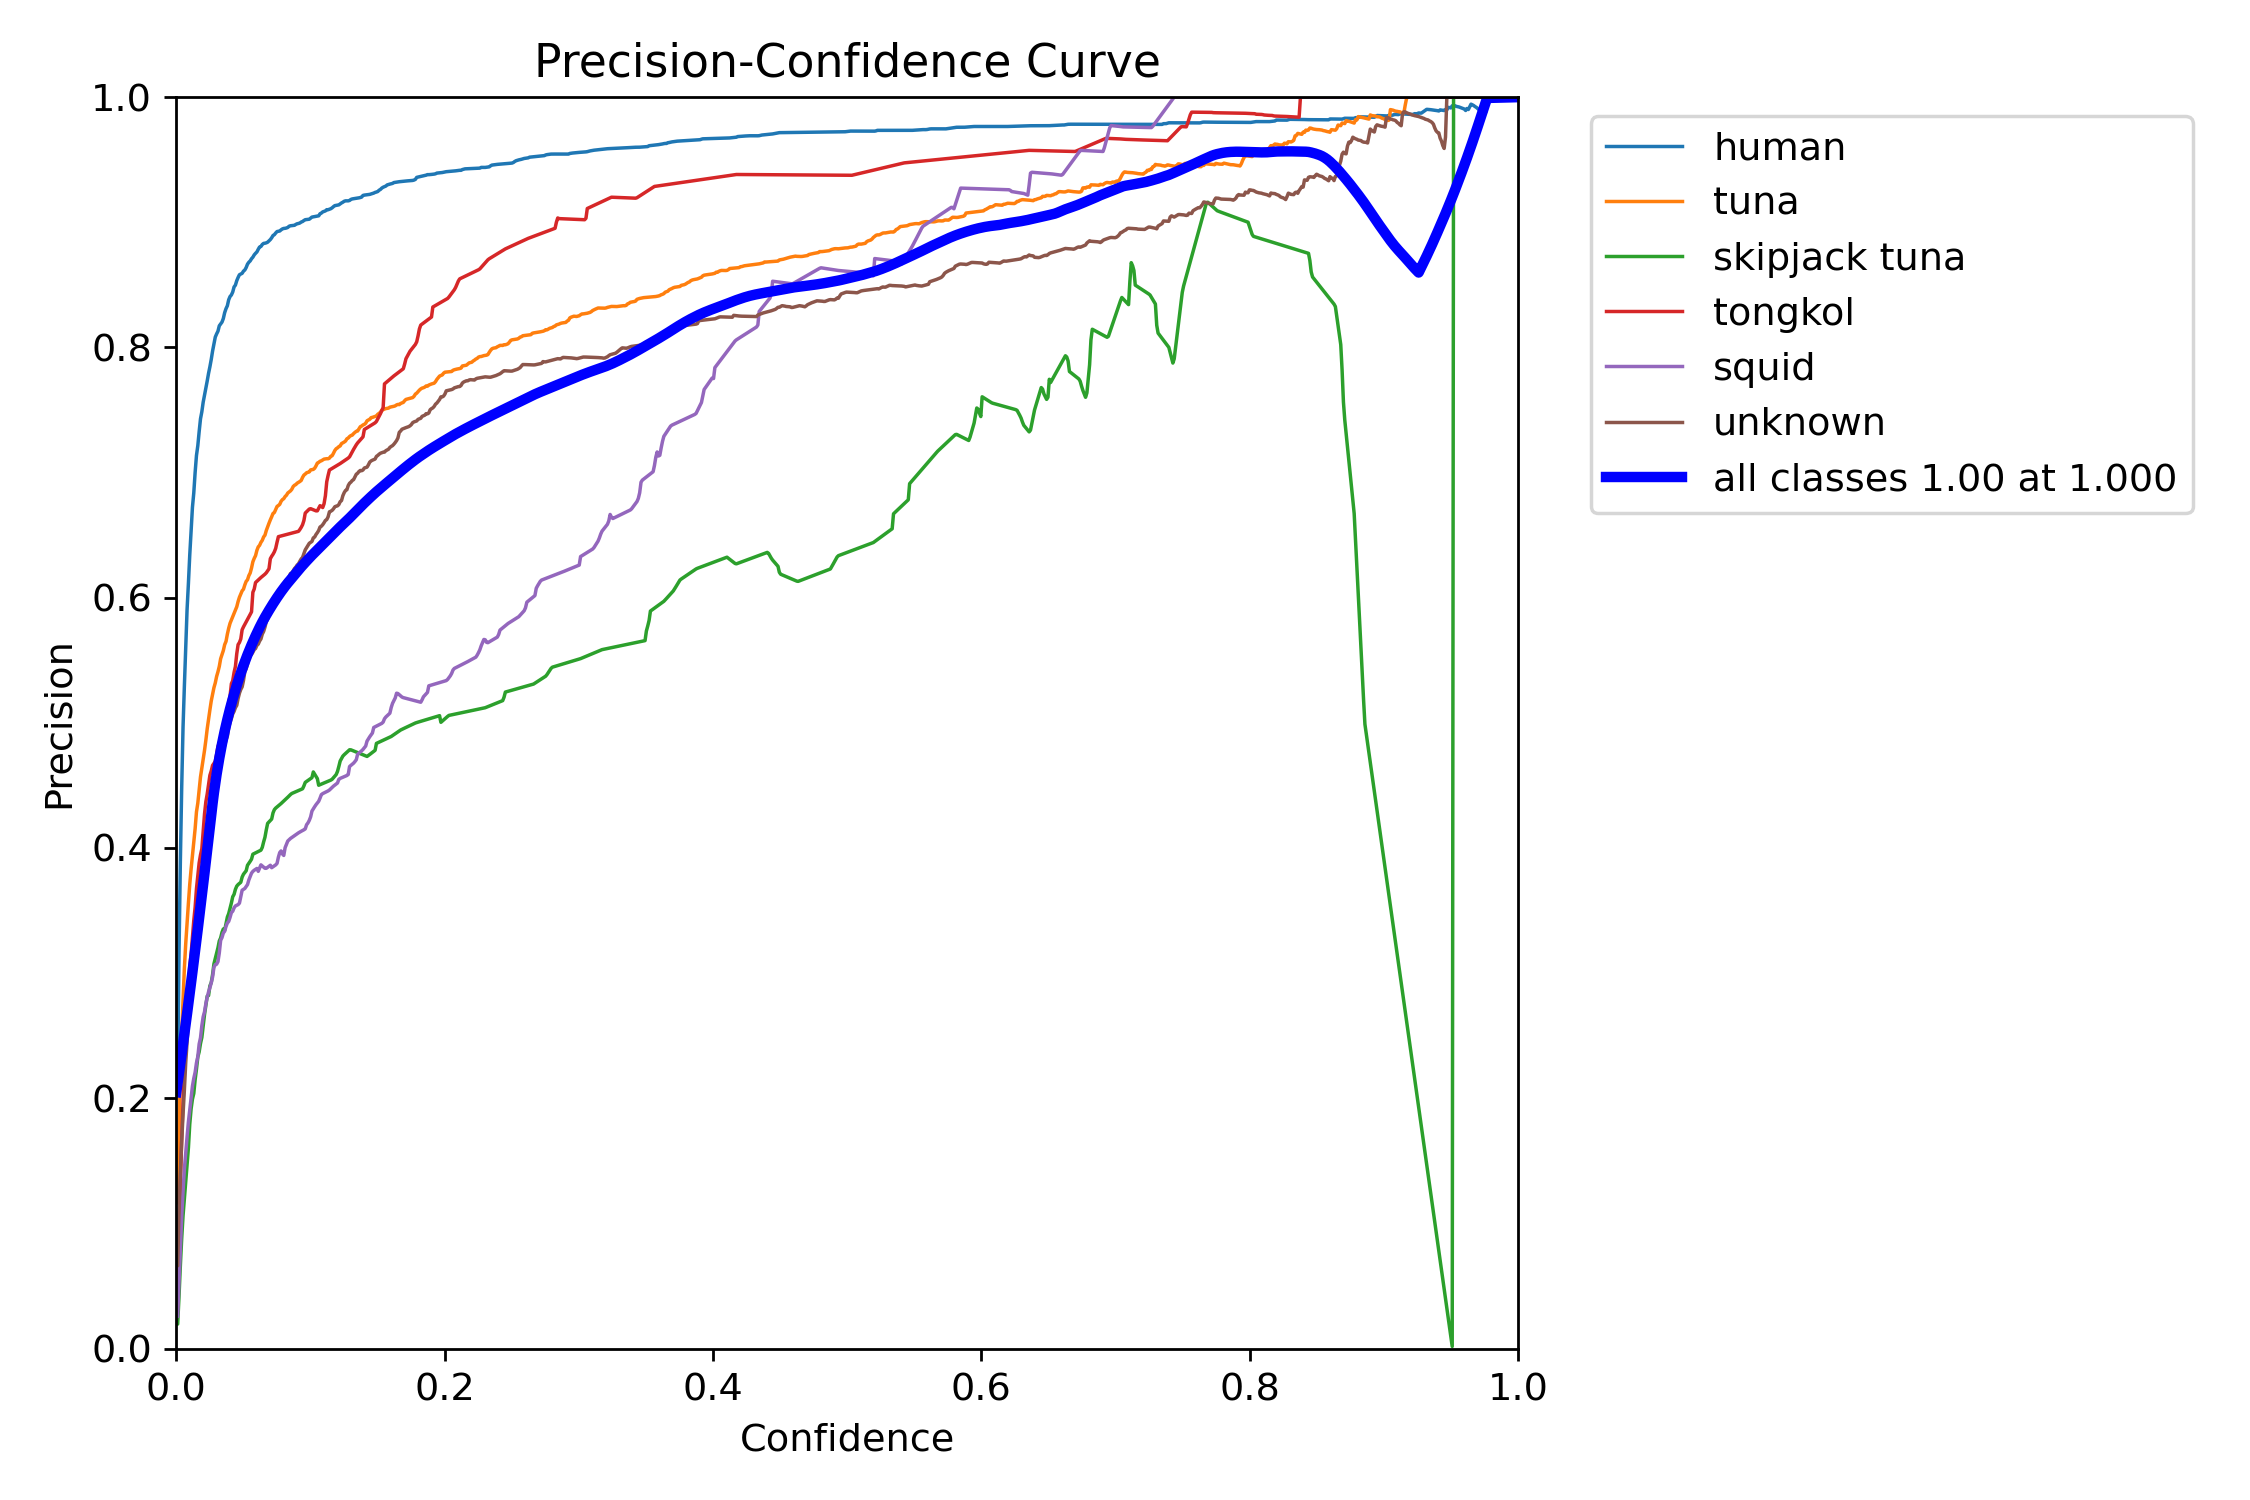 Precision-Confidence Curve
1.0
0.8
0.6
0.4
0.2
0.0
Precision
0.0 0.2 0.4 0.6 0.8 1.0
Confidence
human
tuna
skipjack tuna
tongkol
squid
unknown
all classes 1.00 at 1.000